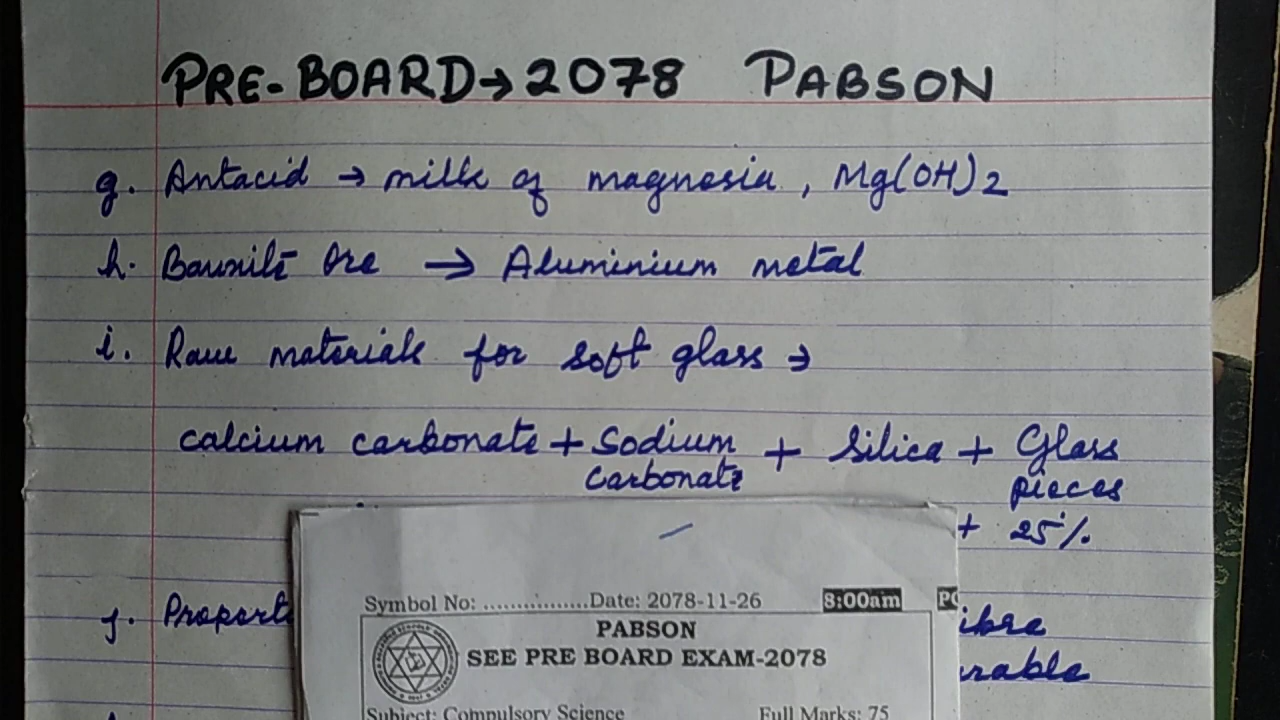 PRE-BOARD→2078 PABSON
g. Antacid → milk of magnesia, Mg(OH)2
h. Bauxite Ore → Aluminium metal
i. Raw materials for soft glass →
calcium carbonate + Sodium carbonate + Silica + Glass pieces
+ 25%
j. Propert
ibre
rable
Symbol No: ................Date: 2078-11-26 8:00am
PABSON
SEE PRE BOARD EXAM-2078
Subject: Compulsory Science Full Marks: 75